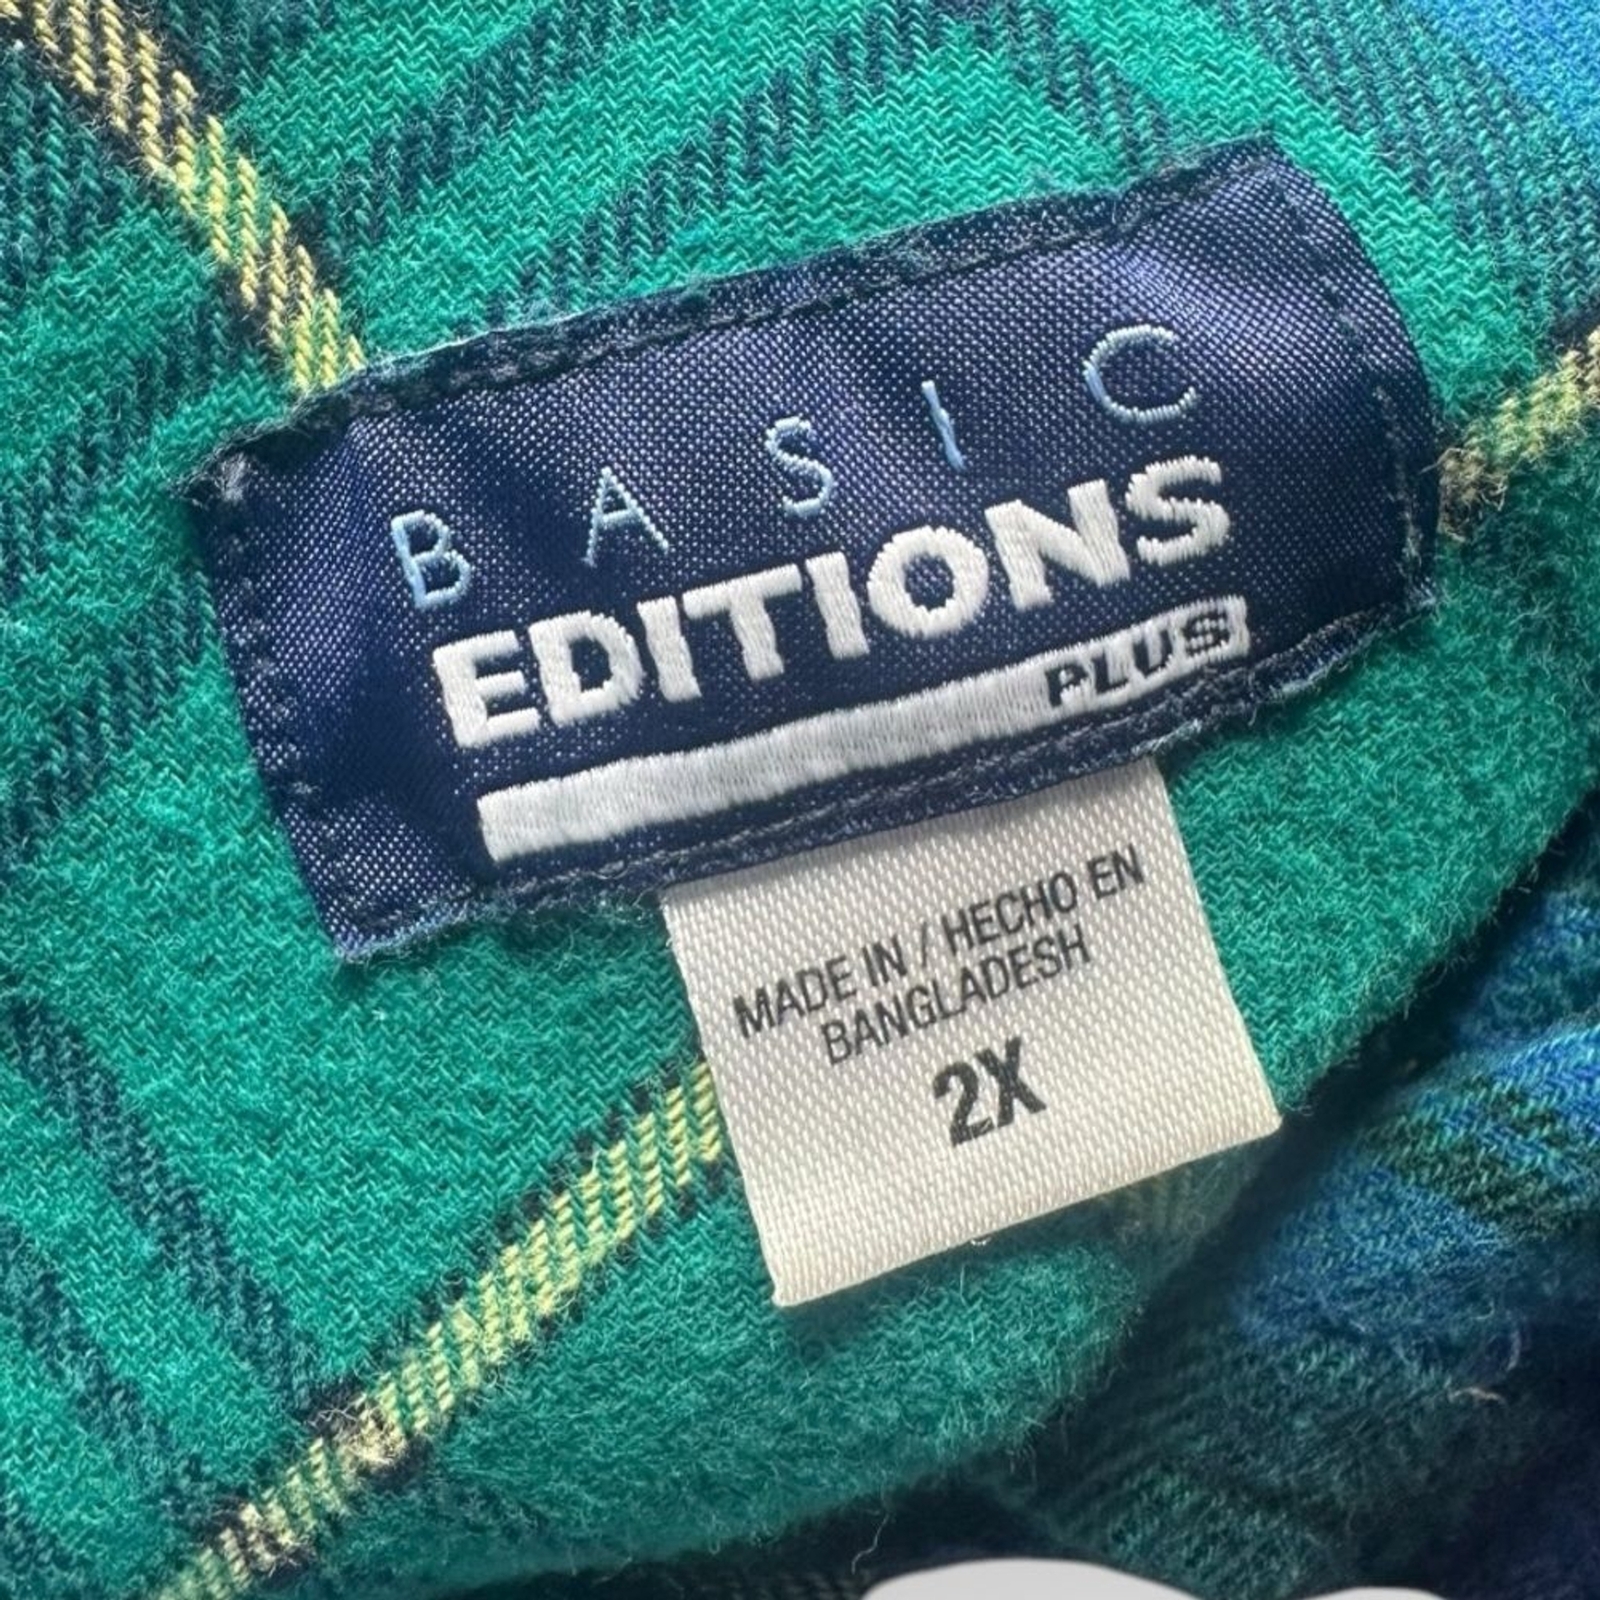 BASIC
EDITIONS
PLUS
MADE IN / HECHO EN
BANGLADESH
2X